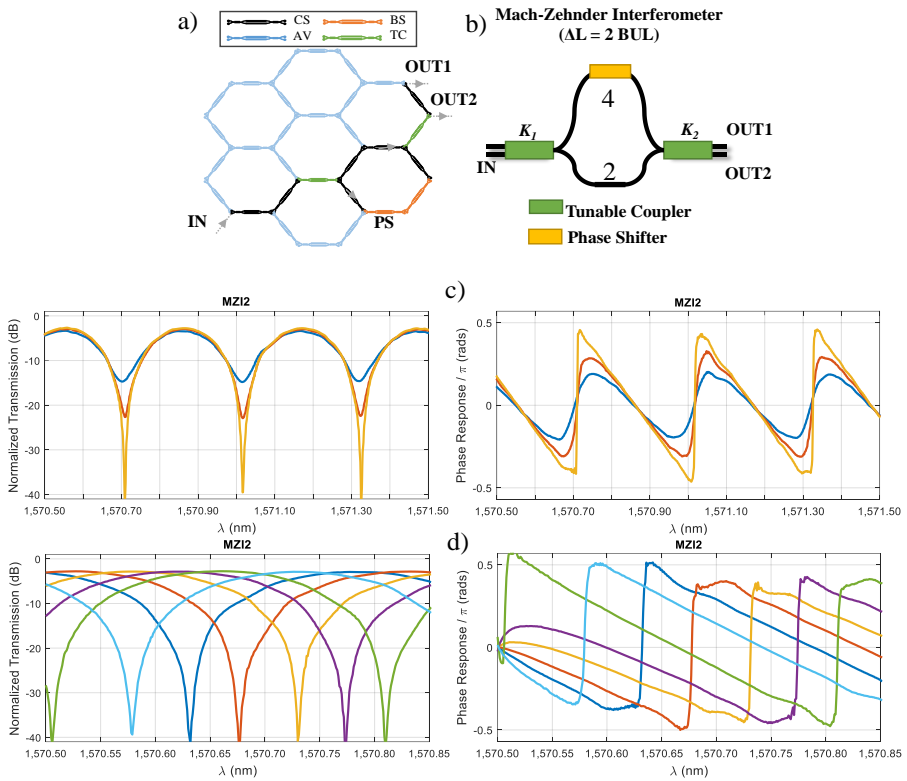 a)
CS
BS
AV
TC
OUT1
OUT2
IN
PS
b)
Mach-Zehnder Interferometer
(ΔL = 2 BUL)
4
K1
K2
OUT1
IN
2
OUT2
Tunable Coupler
Phase Shifter
c)
MZI2
Normalized Transmission (dB)
0
-10
-20
-30
-40
1,570.50
1,570.70
1,570.90
1,571.10
1,571.30
1,571.50
λ (nm)
MZI2
Phase Response / π (rads)
0.5
0
-0.5
1,570.50
1,570.70
1,570.90
1,571.10
1,571.30
1,571.50
λ (nm)
MZI2
Normalized Transmission (dB)
0
-10
-20
-30
-40
1,570.50
1,570.55
1,570.60
1,570.65
1,570.70
1,570.75
1,570.80
1,570.85
λ (nm)
d)
MZI2
Phase Response / π (rads)
0.5
0
-0.5
1,570.50
1,570.55
1,570.60
1,570.65
1,570.70
1,570.75
1,570.80
1,570.85
λ (nm)